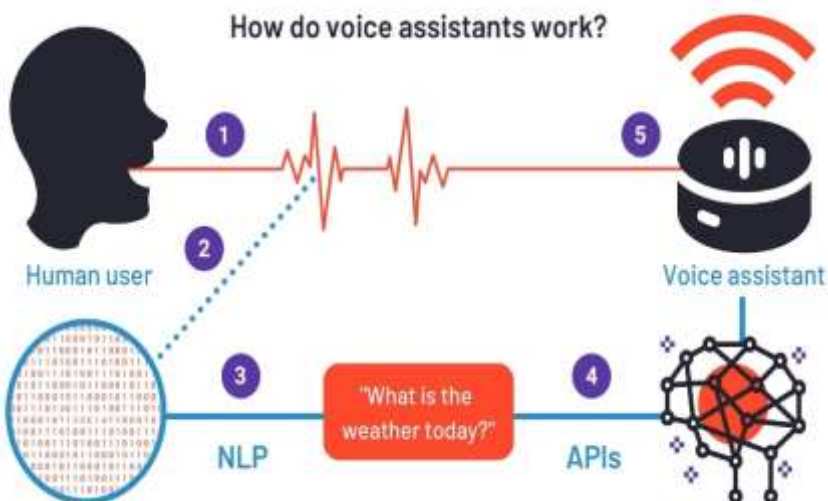 How do voice assistants work?
1
5
2
Human user
Voice assistant
3
4
"What is the
weather today?"
NLP
APIs